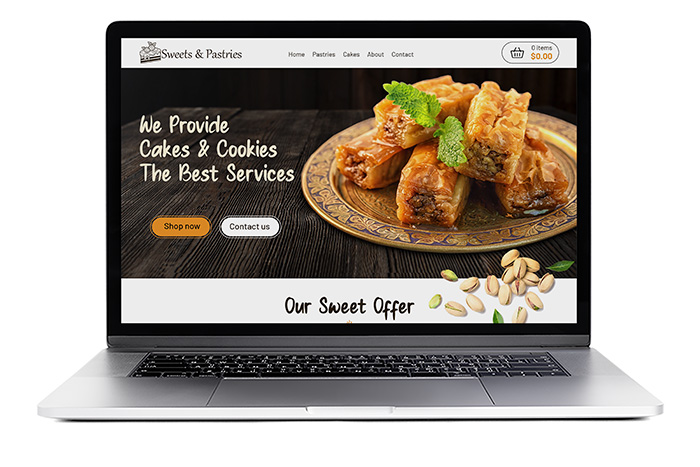 Sweets & Pastries
Home Pastries Cakes About Contact
0 items
$0.00
We Provide
Cakes & Cookies
The Best Services
Shop now Contact us
Our Sweet Offer